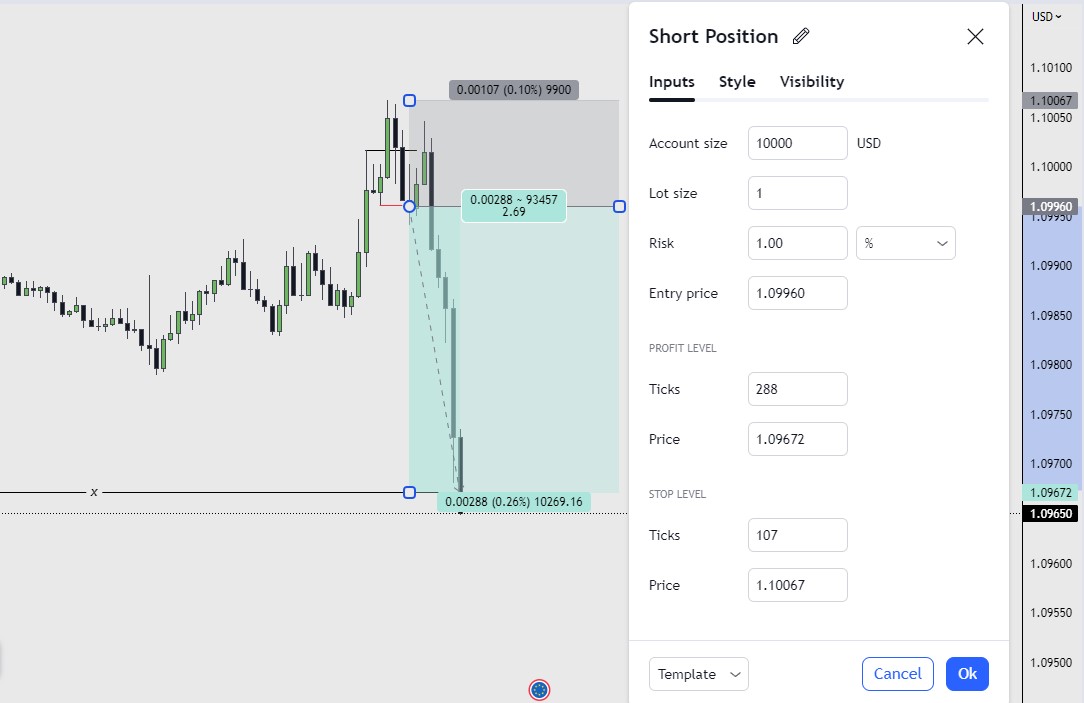 0.00107 (0.10%) 9900
0.00288 ~ 93457
2.69
x
0.00288 (0.26%) 10269.16
Short Position
Inputs Style Visibility
Account size 10000 USD
Lot size 1
Risk 1.00 %
Entry price 1.09960
PROFIT LEVEL
Ticks 288
Price 1.09672
STOP LEVEL
Ticks 107
Price 1.10067
Template Cancel Ok
USD
1.10100
1.10067
1.10050
1.10000
1.09960
1.09950
1.09900
1.09850
1.09800
1.09750
1.09700
1.09672
1.09650
1.09600
1.09550
1.09500